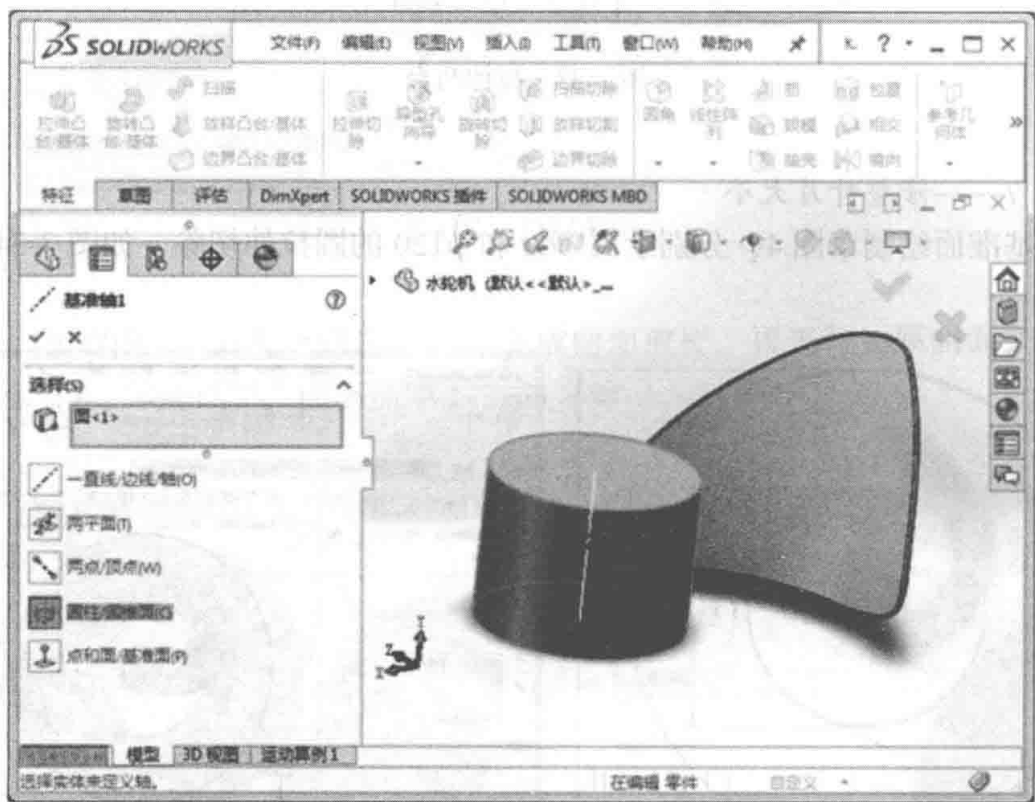 SOLIDWORKS 文件(F) 编辑(E) 视图(V) 插入(I) 工具(T) 窗口(W) 帮助(H)
扫描 扫描切除 筋 包覆
拉伸凸台/基体 旋转凸台/基体 放样凸台/基体 拉伸切除 异型孔向导 旋转切除 放样切割 圆角 线性阵列 拔模 相交 参考几何体
边界凸台/基体 边界切除 抽壳 镜向
特征 草图 评估 DimXpert SOLIDWORKS 插件 SOLIDWORKS MBD
水轮机 (默认<<默认>_...
基准轴1
选择(S)
面<1>
一直线/边线/轴(O)
两平面(T)
两点/顶点(W)
圆柱/圆锥面(C)
点和面/基准面(P)
Y
Z
X
模型 3D 视图 运动算例 1
选择实体来定义轴。 在编辑 零件 自定义